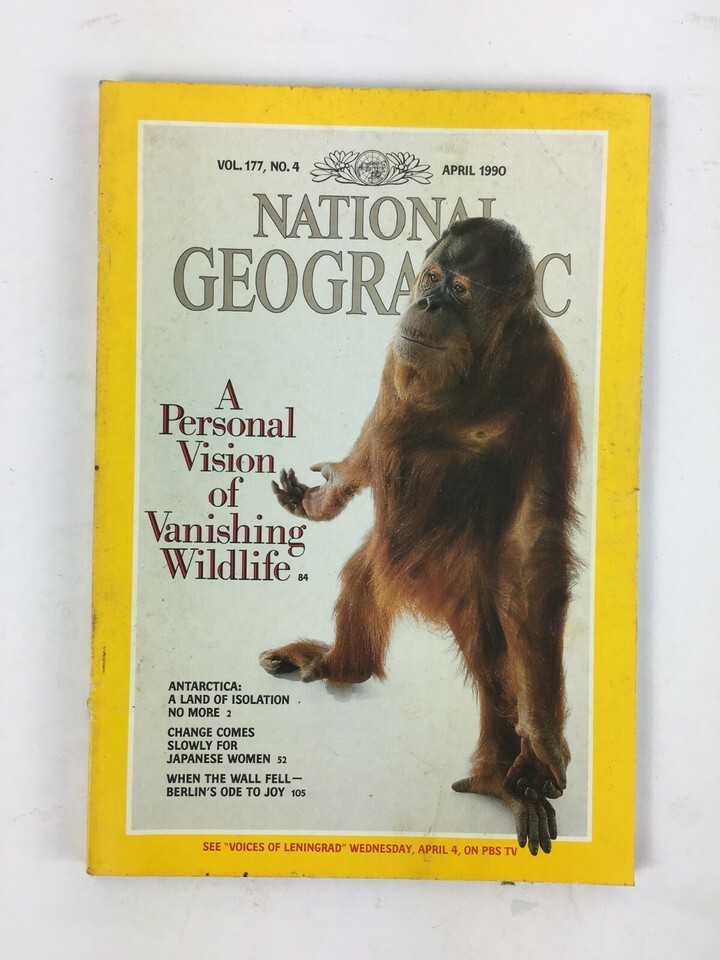 VOL. 177, NO. 4 APRIL 1990
NATIONAL
GEOGRAPHIC
A
Personal
Vision
of
Vanishing
Wildlife 84
ANTARCTICA:
A LAND OF ISOLATION
NO MORE 2
CHANGE COMES
SLOWLY FOR
JAPANESE WOMEN 52
WHEN THE WALL FELL—
BERLIN'S ODE TO JOY 105
SEE "VOICES OF LENINGRAD" WEDNESDAY, APRIL 4, ON PBS TV